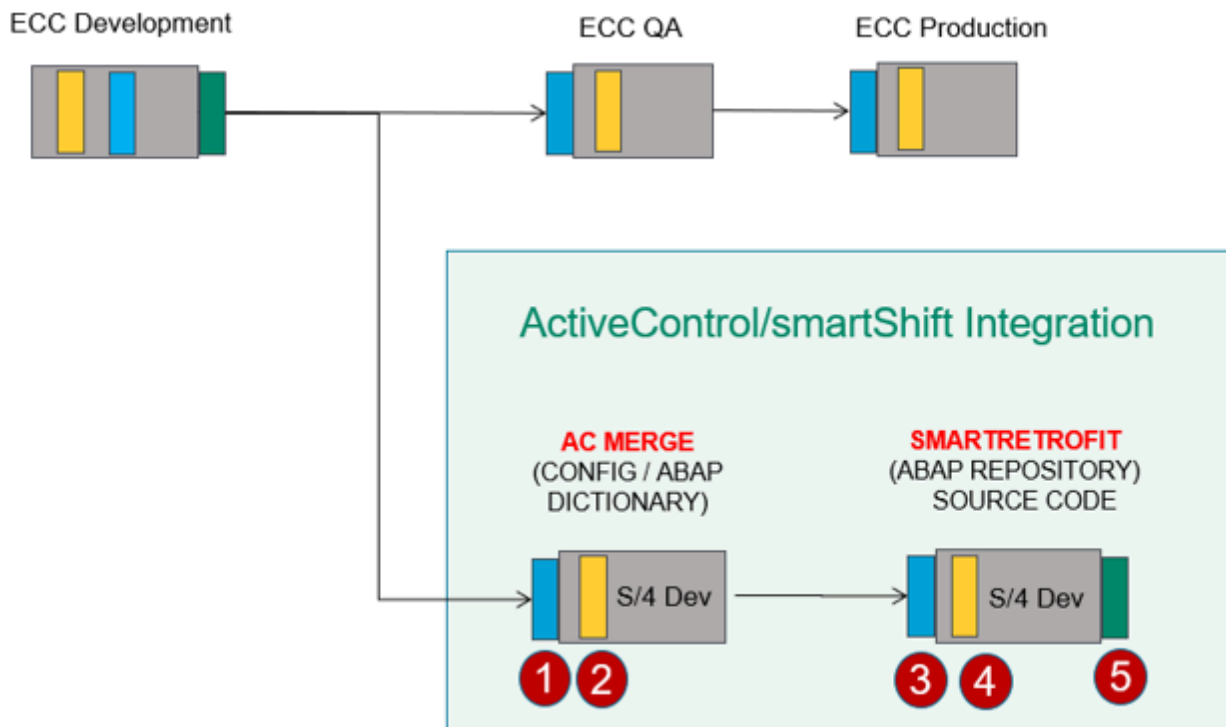 ECC Development
ECC QA
ECC Production
ActiveControl/smartShift Integration
AC MERGE
(CONFIG / ABAP
DICTIONARY)
SMARTRETROFIT
(ABAP REPOSITORY)
SOURCE CODE
S/4 Dev
S/4 Dev
1
2
3
4
5